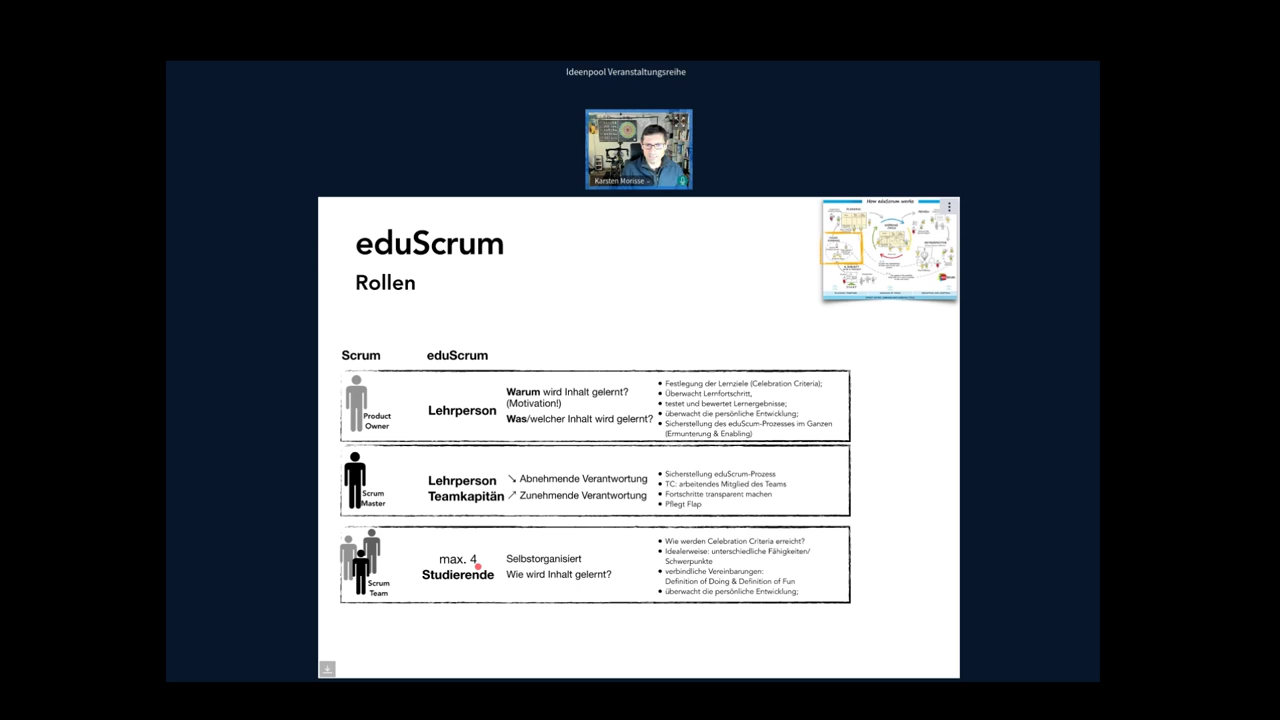 Ideenpool Veranstaltungsreihe
Karsten Morisse
How eduScrum works
eduScrum
Rollen
Scrum eduScrum
Product
Owner
Lehrperson
Warum wird Inhalt gelernt?
(Motivation!)
Was/welcher Inhalt wird gelernt?
• Festlegung der Lernziele (Celebration Criteria);
• Überwacht Lernfortschritt,
• testet und bewertet Lernergebnisse;
• überwacht die persönliche Entwicklung;
• Sicherstellung des eduScum-Prozesses im Ganzen
(Ermunterung & Enabling)
Scrum
Master
Lehrperson ↘ Abnehmende Verantwortung
Teamkapitän ↗ Zunehmende Verantwortung
• Sicherstellung eduScrum-Prozess
• TC: arbeitendes Mitglied des Teams
• Fortschritte transparent machen
• Pflegt Flap
Scrum
Team
max. 4
Studierende
Selbstorganisiert
Wie wird Inhalt gelernt?
• Wie werden Celebration Criteria erreicht?
• Idealerweise: unterschiedliche Fähigkeiten/
Schwerpunkte
• verbindliche Vereinbarungen:
Definition of Doing & Definition of Fun
• überwacht die persönliche Entwicklung;